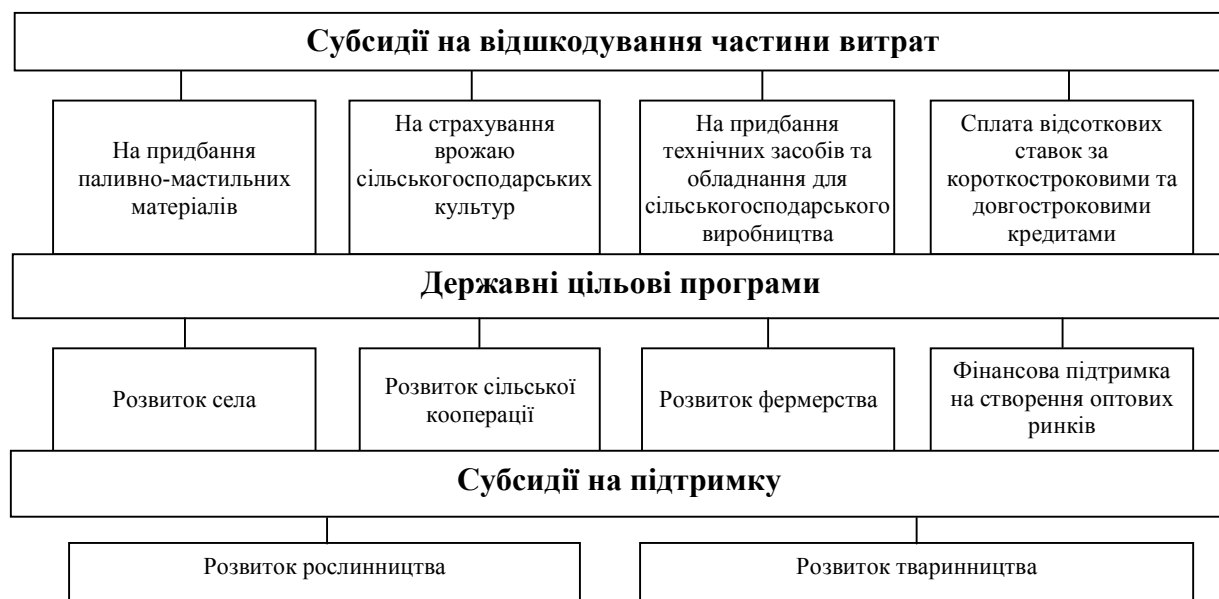 Субсидії на відшкодування частини витрат
На придбання
паливно-мастильних
матеріалів
На страхування
врожаю
сільськогосподарських
культур
На придбання
технічних засобів та
обладнання для
сільськогосподарського
виробництва
Сплата відсоткових
ставок за
короткостроковими та
довгостроковими
кредитами
Державні цільові програми
Розвиток села
Розвиток сільської
кооперації
Розвиток фермерства
Фінансова підтримка
на створення оптових
ринків
Субсидії на підтримку
Розвиток рослинництва
Розвиток тваринництва